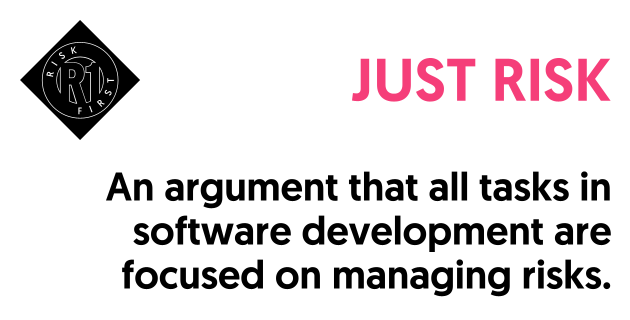 RISK
R1
FIRST
JUST RISK
An argument that all tasks in
software development are
focused on managing risks.